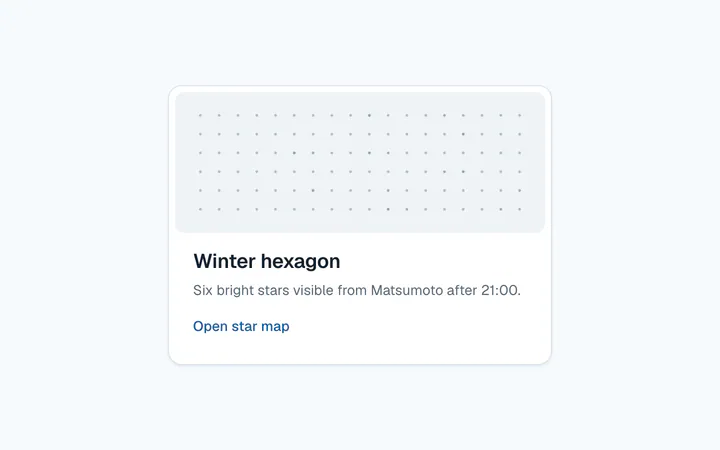 Winter hexagon
Six bright stars visible from Matsumoto after 21:00.
Open star map